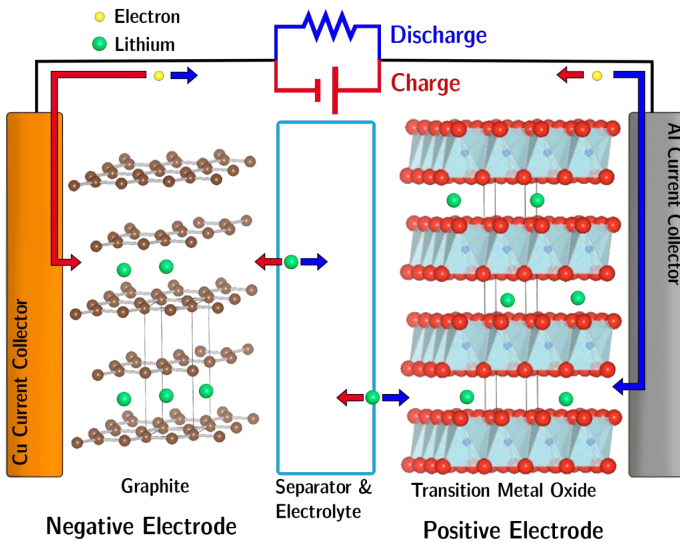 Electron
Lithium
Discharge
Charge
Cu Current Collector
Al Current Collector
Graphite
Separator &
Electrolyte
Transition Metal Oxide
Negative Electrode
Positive Electrode